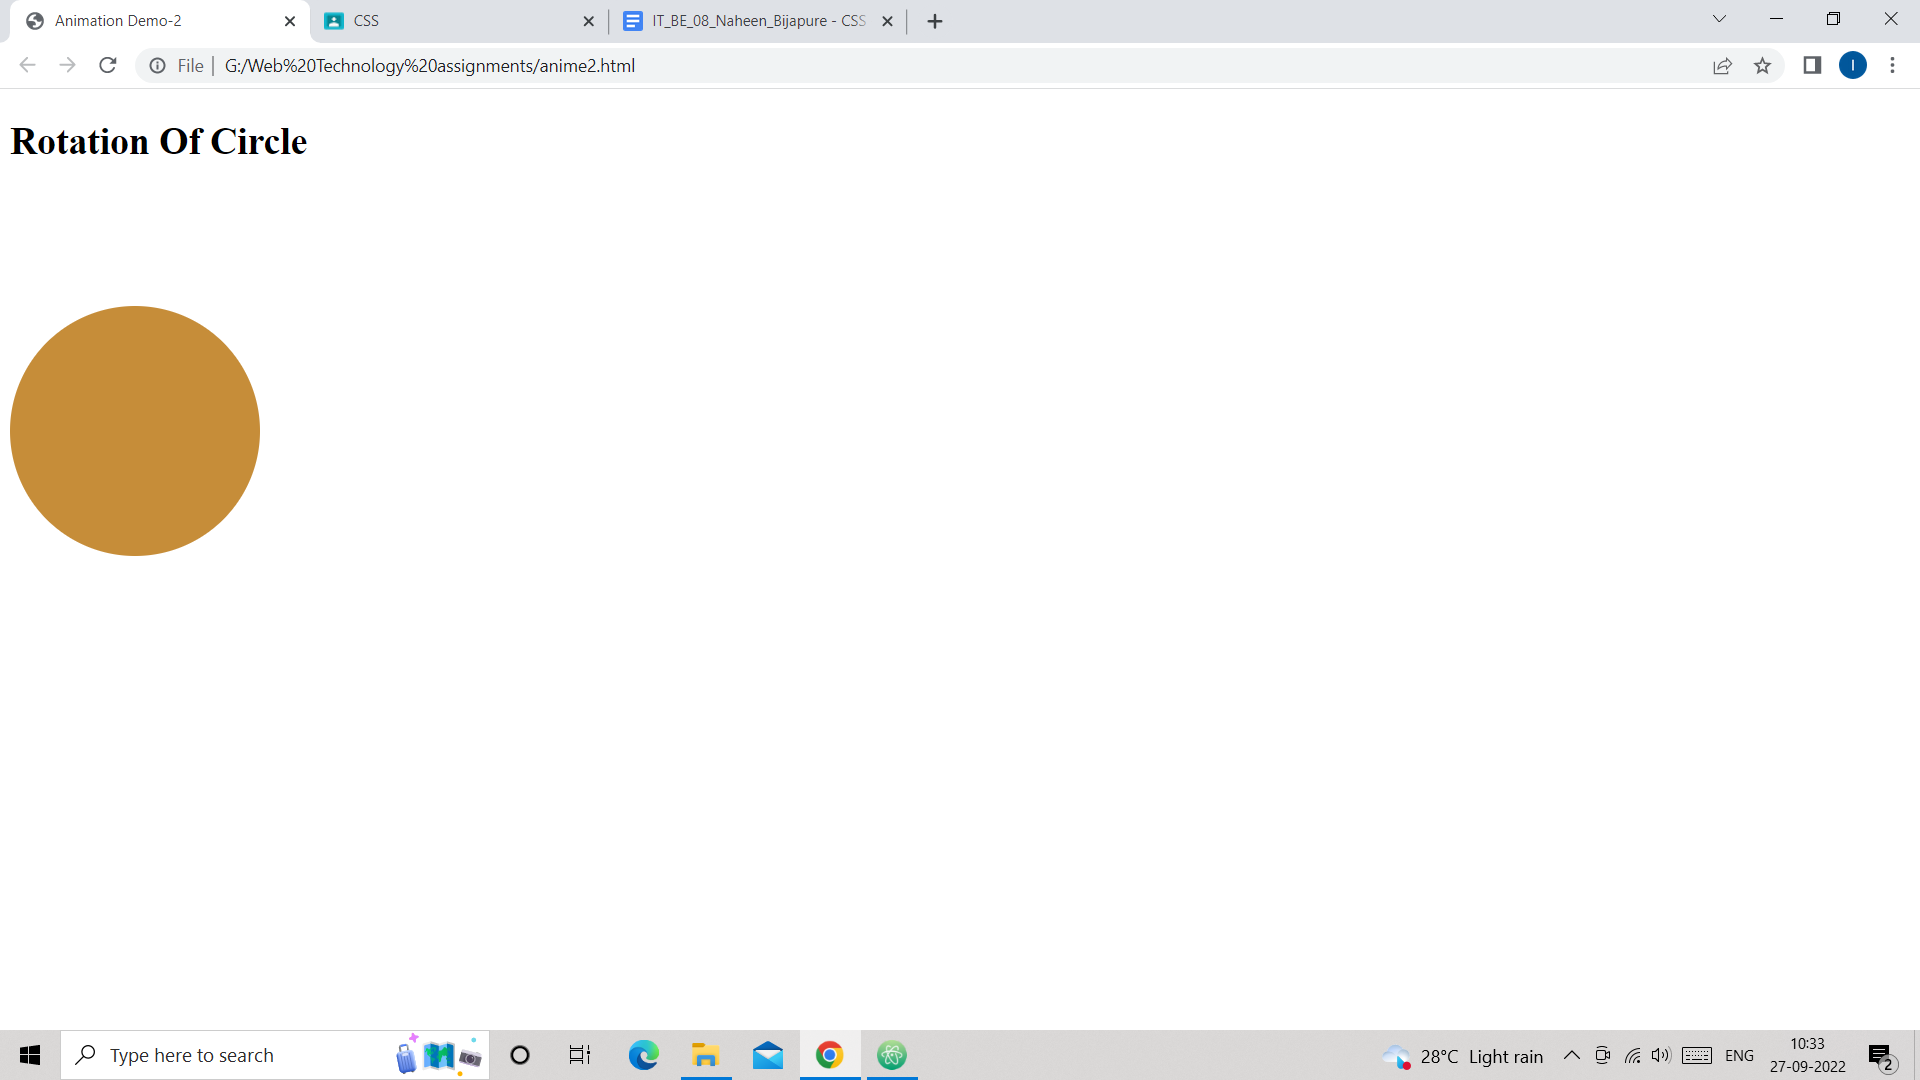 Animation Demo-2
CSS
IT_BE_08_Naheen_Bijapure - CSS
File
G:/Web%20Technology%20assignments/anime2.html
I
Rotation Of Circle
Type here to search
28°C Light rain
ENG
10:33
27-09-2022
2